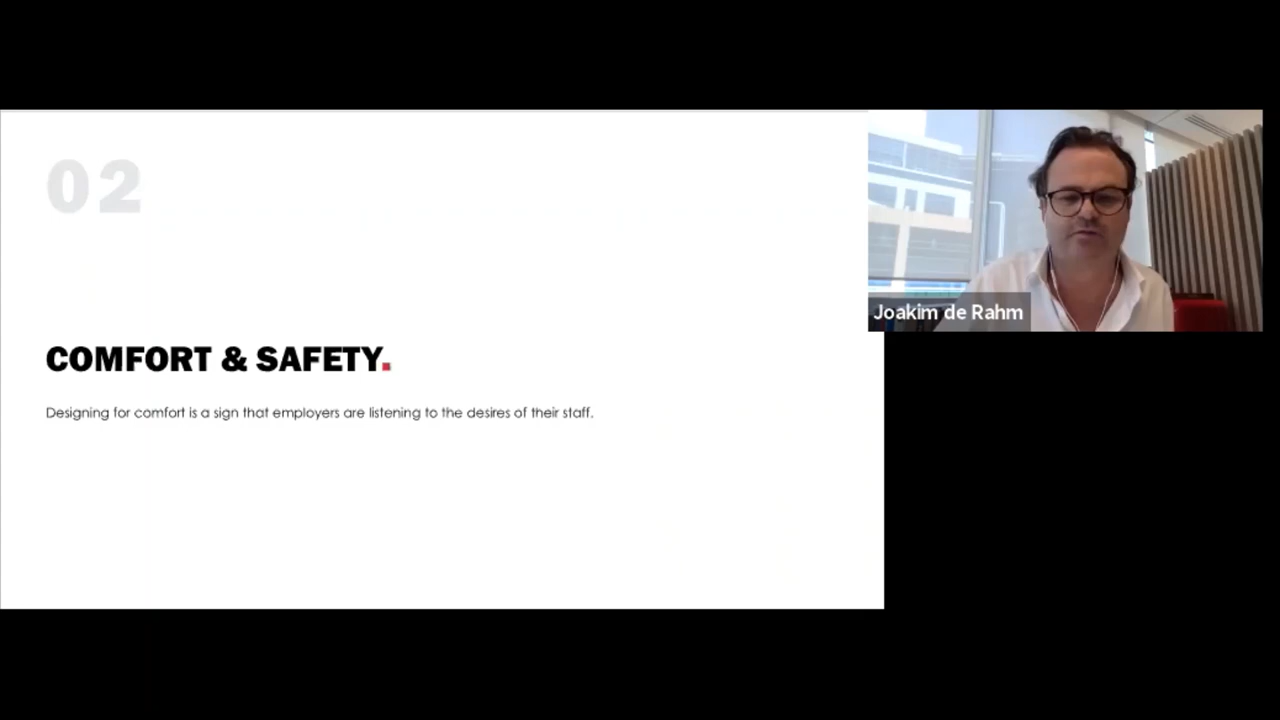 02
COMFORT & SAFETY.
Designing for comfort is a sign that employers are listening to the desires of their staff.
Joakim de Rahm